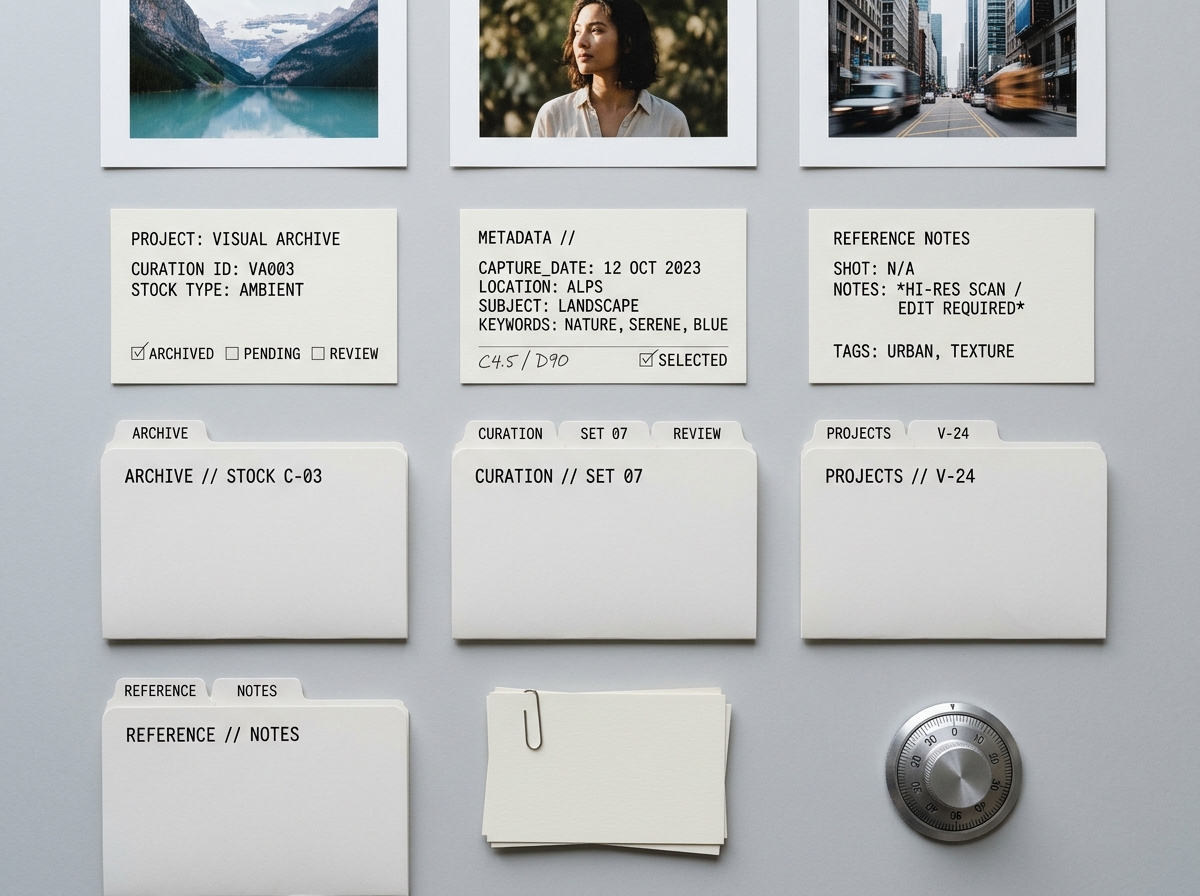 PROJECT: VISUAL ARCHIVE
CURATION ID: VA003
STOCK TYPE: AMBIENT
ARCHIVED PENDING REVIEW
METADATA //
CAPTURE_DATE: 12 OCT 2023
LOCATION: ALPS
SUBJECT: LANDSCAPE
KEYWORDS: NATURE, SERENE, BLUE
C4.5 / D90
SELECTED
REFERENCE NOTES
SHOT: N/A
NOTES: *HI-RES SCAN /
EDIT REQUIRED*
TAGS: URBAN, TEXTURE
ARCHIVE
ARCHIVE // STOCK C-03
CURATION SET 07 REVIEW
CURATION // SET 07
PROJECTS V-24
PROJECTS // V-24
REFERENCE NOTES
REFERENCE // NOTES
0